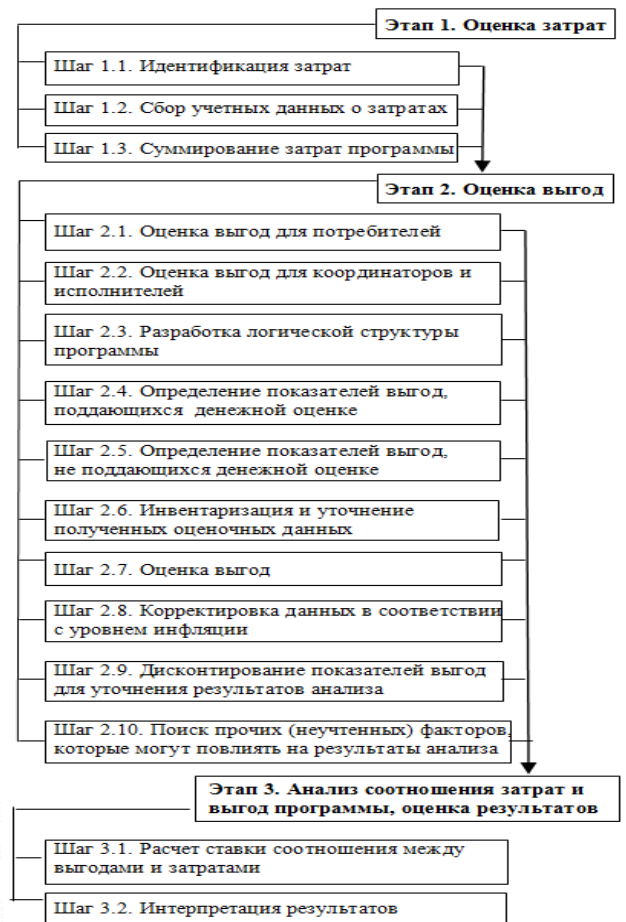 Этап 1. Оценка затрат
Шаг 1.1. Идентификация затрат
Шаг 1.2. Сбор учетных данных о затратах
Шаг 1.3. Суммирование затрат программы
Этап 2. Оценка выгод
Шаг 2.1. Оценка выгод для потребителей
Шаг 2.2. Оценка выгод для координаторов и
исполнителей
Шаг 2.3. Разработка логической структуры
программы
Шаг 2.4. Определение показателей выгод,
поддающихся денежной оценке
Шаг 2.5. Определение показателей выгод,
не поддающихся денежной оценке
Шаг 2.6. Инвентаризация и уточнение
полученных оценочных данных
Шаг 2.7. Оценка выгод
Шаг 2.8. Корректировка данных в соответствии
с уровнем инфляции
Шаг 2.9. Дисконтирование показателей выгод
для уточнения результатов анализа
Шаг 2.10. Поиск прочих (неучтенных) факторов,
которые могут повлиять на результаты анализа
Этап 3. Анализ соотношения затрат и
выгод программы, оценка результатов
Шаг 3.1. Расчет ставки соотношения между
выгодами и затратами
Шаг 3.2. Интерпретация результатов